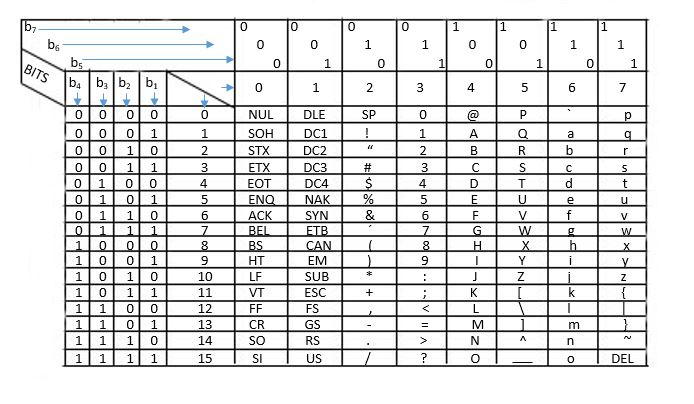 b7 0 0 0 0 1 1 1 1
b6 0 0 1 1 0 0 1 1
b5 0 1 0 1 0 1 0 1
BITS b4 b3 b2 b1 0 1 2 3 4 5 6 7
0 0 0 0 0 NUL DLE SP 0 @ P ` p
0 0 0 1 1 SOH DC1 ! 1 A Q a q
0 0 1 0 2 STX DC2 “ 2 B R b r
0 0 1 1 3 ETX DC3 # 3 C S c s
0 1 0 0 4 EOT DC4 $ 4 D T d t
0 1 0 1 5 ENQ NAK % 5 E U e u
0 1 1 0 6 ACK SYN & 6 F V f v
0 1 1 1 7 BEL ETB ´ 7 G W g w
1 0 0 0 8 BS CAN ( 8 H X h x
1 0 0 1 9 HT EM ) 9 I Y i y
1 0 1 0 10 LF SUB * : J Z j z
1 0 1 1 11 VT ESC + ; K [ k {
1 1 0 0 12 FF FS , < L \ l |
1 1 0 1 13 CR GS - = M ] m }
1 1 1 0 14 SO RS . > N ^ n ~
1 1 1 1 15 SI US / ? O __ o DEL